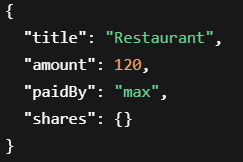 {
  "title": "Restaurant",
  "amount": 120,
  "paidBy": "max",
  "shares": {}
}